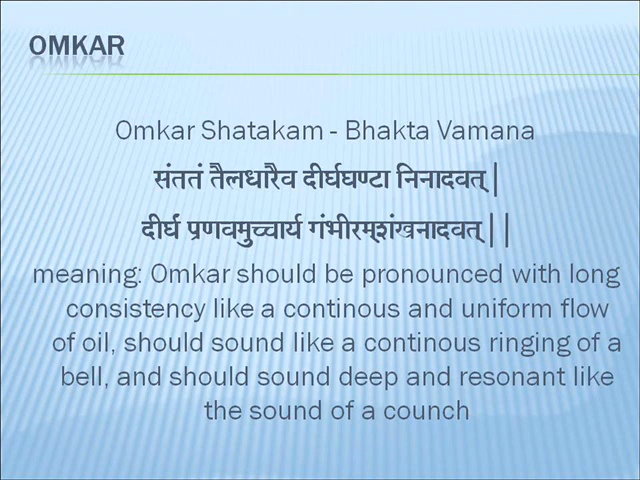 OMKAR
Omkar Shatakam - Bhakta Vamana
संततं तैलधारैव दीर्घघण्टा निनादवत्|
दीर्घं प्रणवमुच्चार्य गंभीरम्शंखनादवत्||
meaning: Omkar should be pronounced with long
consistency like a continous and uniform flow
of oil, should sound like a continous ringing of a
bell, and should sound deep and resonant like
the sound of a counch